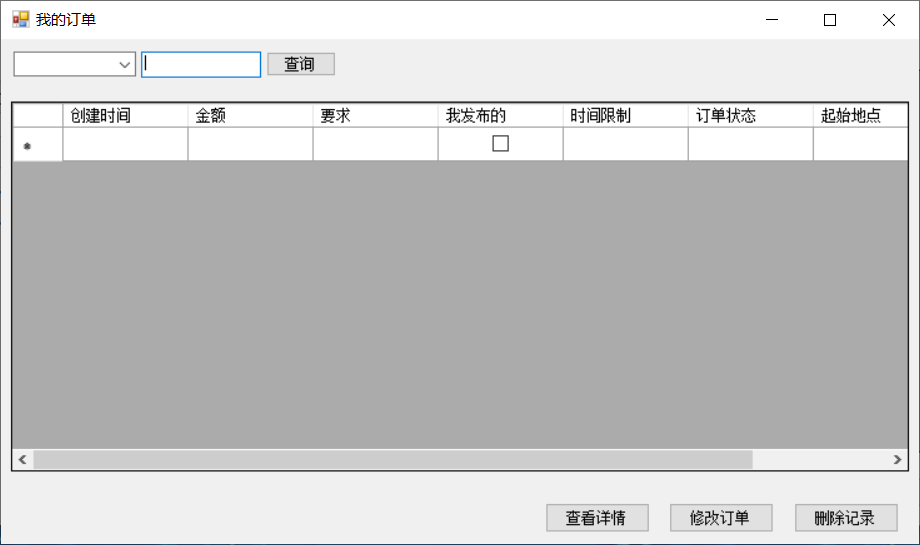 我的订单
查询
创建时间 金额 要求 我发布的 时间限制 订单状态 起始地点
查看详情 修改订单 删除记录